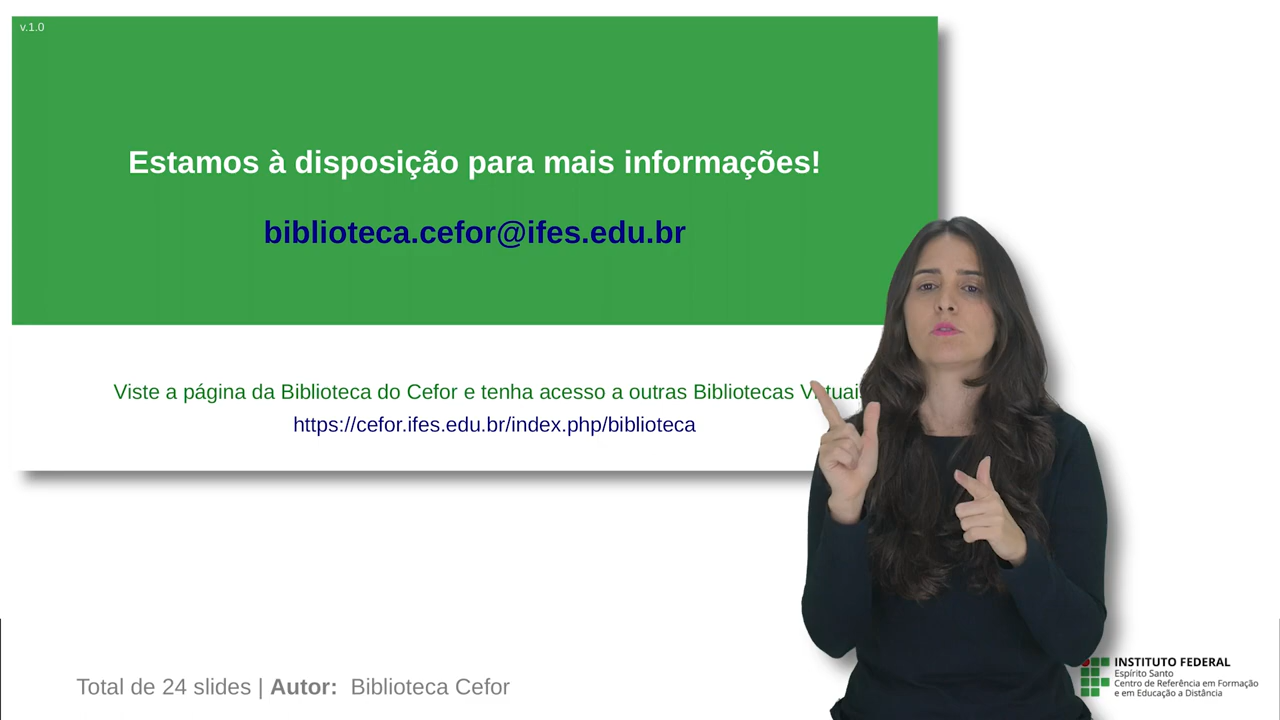 v.1.0
Estamos à disposição para mais informações!
biblioteca.cefor@ifes.edu.br
Viste a página da Biblioteca do Cefor e tenha acesso a outras Bibliotecas
https://cefor.ifes.edu.br/index.php/biblioteca
Total de 24 slides | Autor: Biblioteca Cefor
INSTITUTO FEDERAL
Espírito Santo
Centro de Referência em Formação
e em Educação a Distância